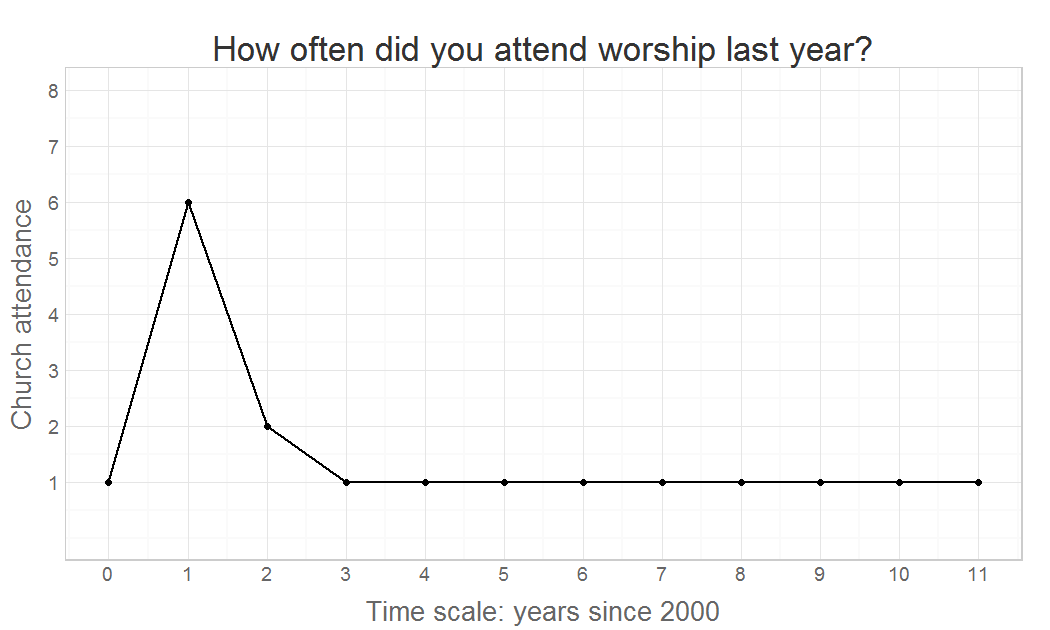 How often did you attend worship last year?
Church attendance
8
7
6
5
4
3
2
1
0 1 2 3 4 5 6 7 8 9 10 11
Time scale: years since 2000